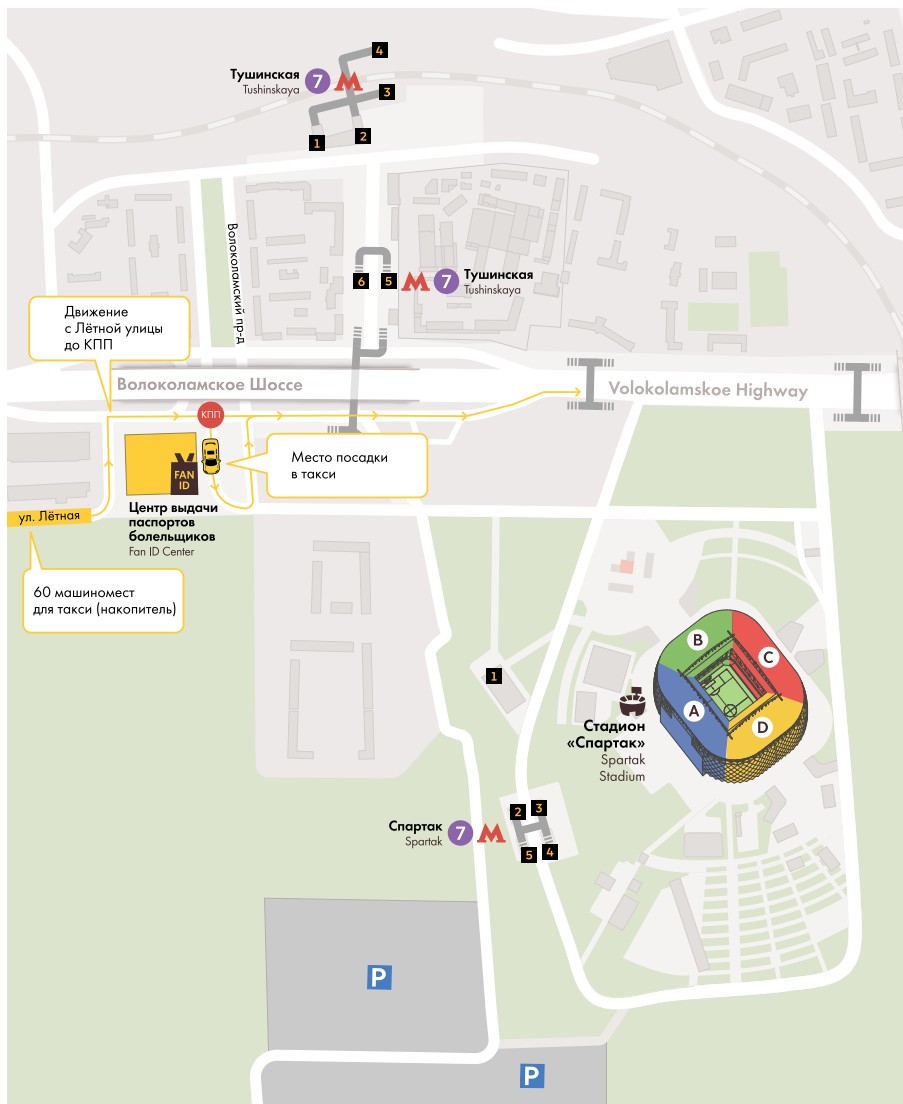 4
Тушинская
Tushinskaya
7
3
1
2
Волоколамский пр-д
6
5
7
Тушинская
Tushinskaya
Движение
с Лётной улицы
до КПП
Волоколамское Шоссе
Volokolamskoe Highway
КПП
Место посадки
в такси
FAN
ID
ул. Лётная
Центр выдачи
паспортов
болельщиков
Fan ID Center
60 машиномест
для такси (накопитель)
B
C
A
D
1
Стадион
«Спартак»
Spartak
Stadium
Спартак
Spartak
7
2
3
5
4
P
P